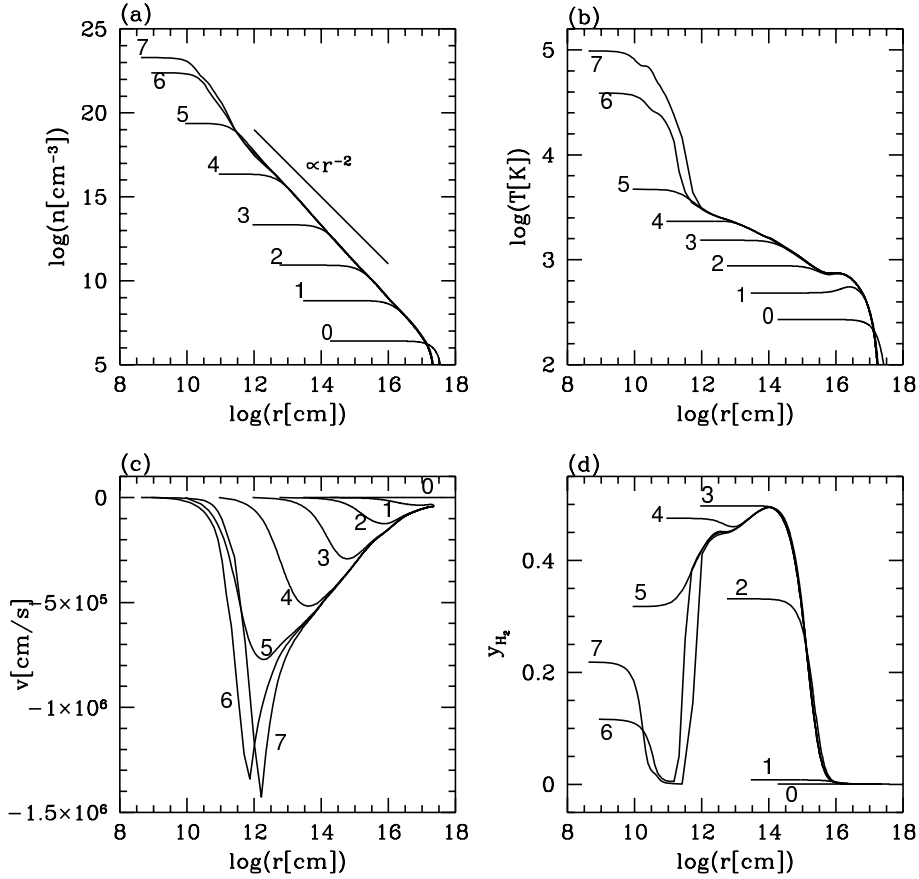 (a)
25
20
15
10
5
log(n[cm⁻³])
7
6
5
4
3
2
1
0
∝r⁻²
8 10 12 14 16 18
log(r[cm])
(b)
5
4
3
2
log(T[K])
7
6
5
4
3
2
1
0
8 10 12 14 16 18
log(r[cm])
(c)
0
−5×10⁵
−1×10⁶
−1.5×10⁶
v[cm/s]
0
1
2
3
4
5
6
7
8 10 12 14 16 18
log(r[cm])
(d)
0.4
0.2
0
y_H₂
3
4
5
2
7
6
1
0
8 10 12 14 16 18
log(r[cm])